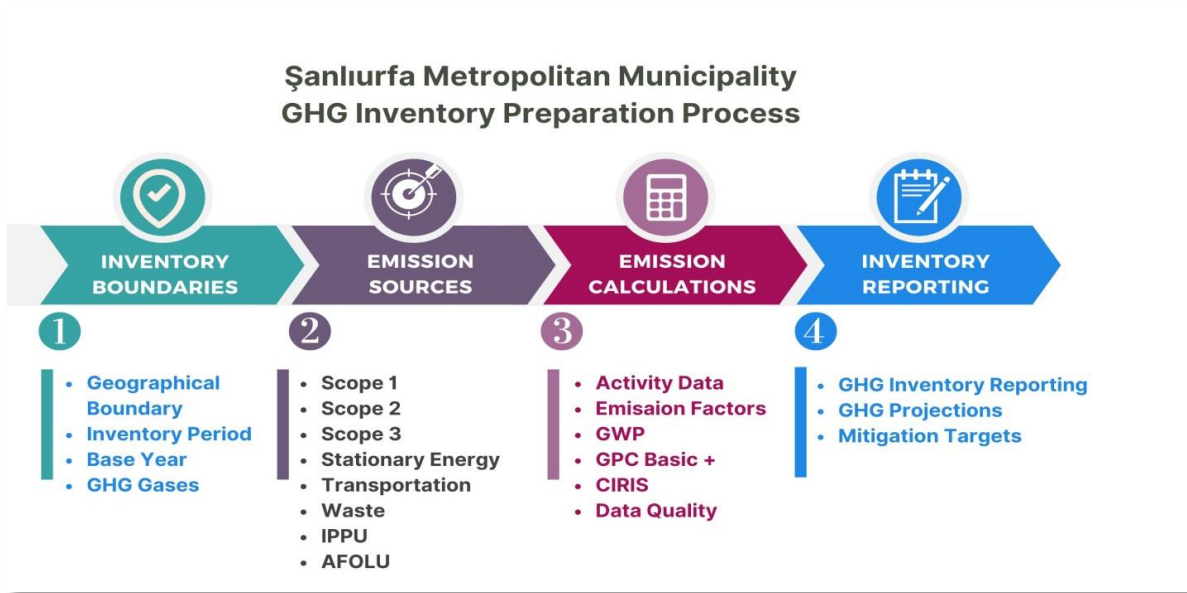 Şanlıurfa Metropolitan Municipality
GHG Inventory Preparation Process
INVENTORY
BOUNDARIES
EMISSION
SOURCES
EMISSION
CALCULATIONS
INVENTORY
REPORTING
1
• Geographical
Boundary
• Inventory Period
• Base Year
• GHG Gases
2
• Scope 1
• Scope 2
• Scope 3
• Stationary Energy
• Transportation
• Waste
• IPPU
• AFOLU
3
• Activity Data
• Emisaion Factors
• GWP
• GPC Basic +
• CIRIS
• Data Quality
4
• GHG Inventory Reporting
• GHG Projections
• Mitigation Targets